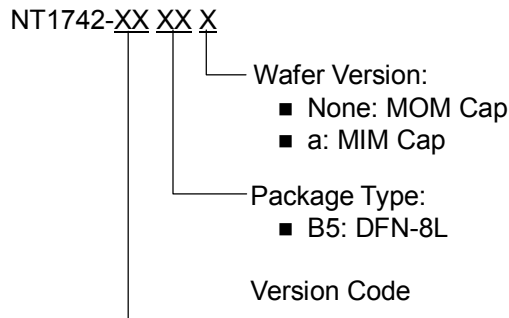 NT1742-XX XX X
Wafer Version:
■ None: MOM Cap
■ a: MIM Cap
Package Type:
■ B5: DFN-8L
Version Code